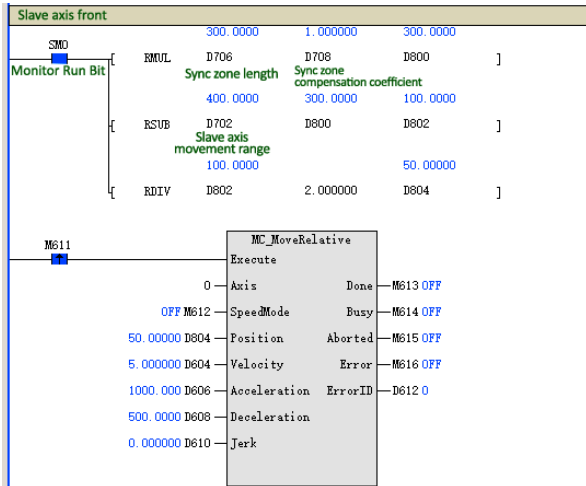 Slave axis front
300.0000 1.000000 300.0000
SM0
[ RMUL D706 D708 D800 ]
Monitor Run Bit
Sync zone length
Sync zone
compensation coefficient
400.0000 300.0000 100.0000
[ RSUB D702 D800 D802 ]
Slave axis
movement range
100.0000 50.00000
[ RDIV D802 2.000000 D804 ]
MC_MoveRelative
M611
Execute
0 Axis Done M613 OFF
OFF M612 SpeedMode Busy M614 OFF
50.00000 D804 Position Aborted M615 OFF
5.000000 D604 Velocity Error M616 OFF
1000.000 D606 Acceleration ErrorID D612 0
500.0000 D608 Deceleration
0.000000 D610 Jerk